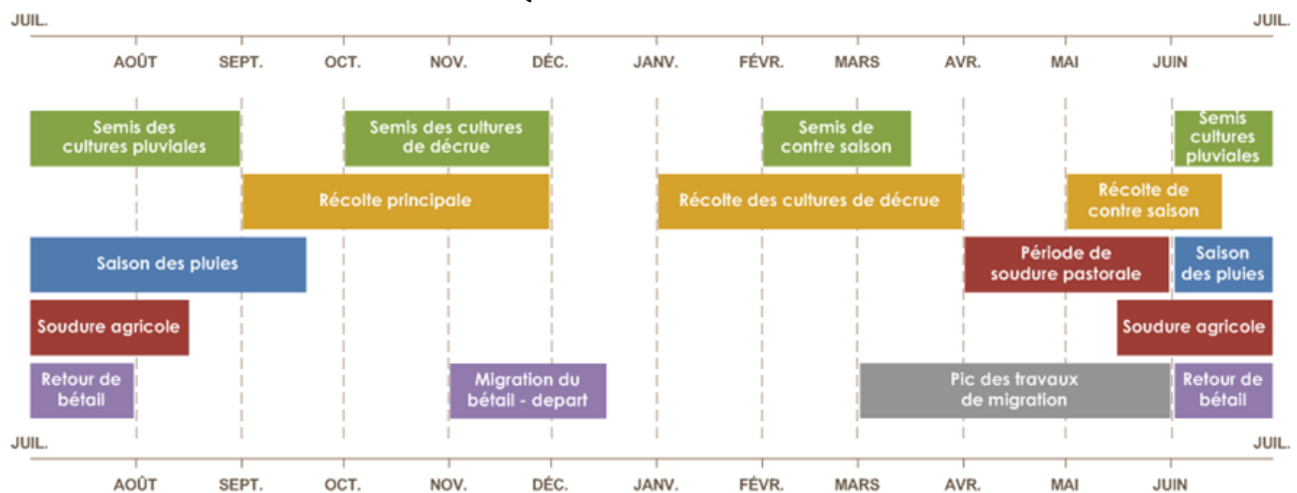 JUIL. JUIL.
AOÛT SEPT. OCT. NOV. DÉC. JANV. FÉVR. MARS AVR. MAI JUIN
Semis des
cultures pluviales
Semis des cultures
de décrue
Semis de
contre saison
Semis
cultures
pluviales
Récolte principale
Récolte des cultures de décrue
Récolte de
contre saison
Saison des pluies
Période de
soudure pastorale
Saison
des pluies
Soudure agricole
Soudure agricole
Retour de
bétail
Migration du
bétail - depart
Pic des travaux
de migration
Retour de
bétail
JUIL. JUIL.
AOÛT SEPT. OCT. NOV. DÉC. JANV. FÉVR. MARS AVR. MAI JUIN